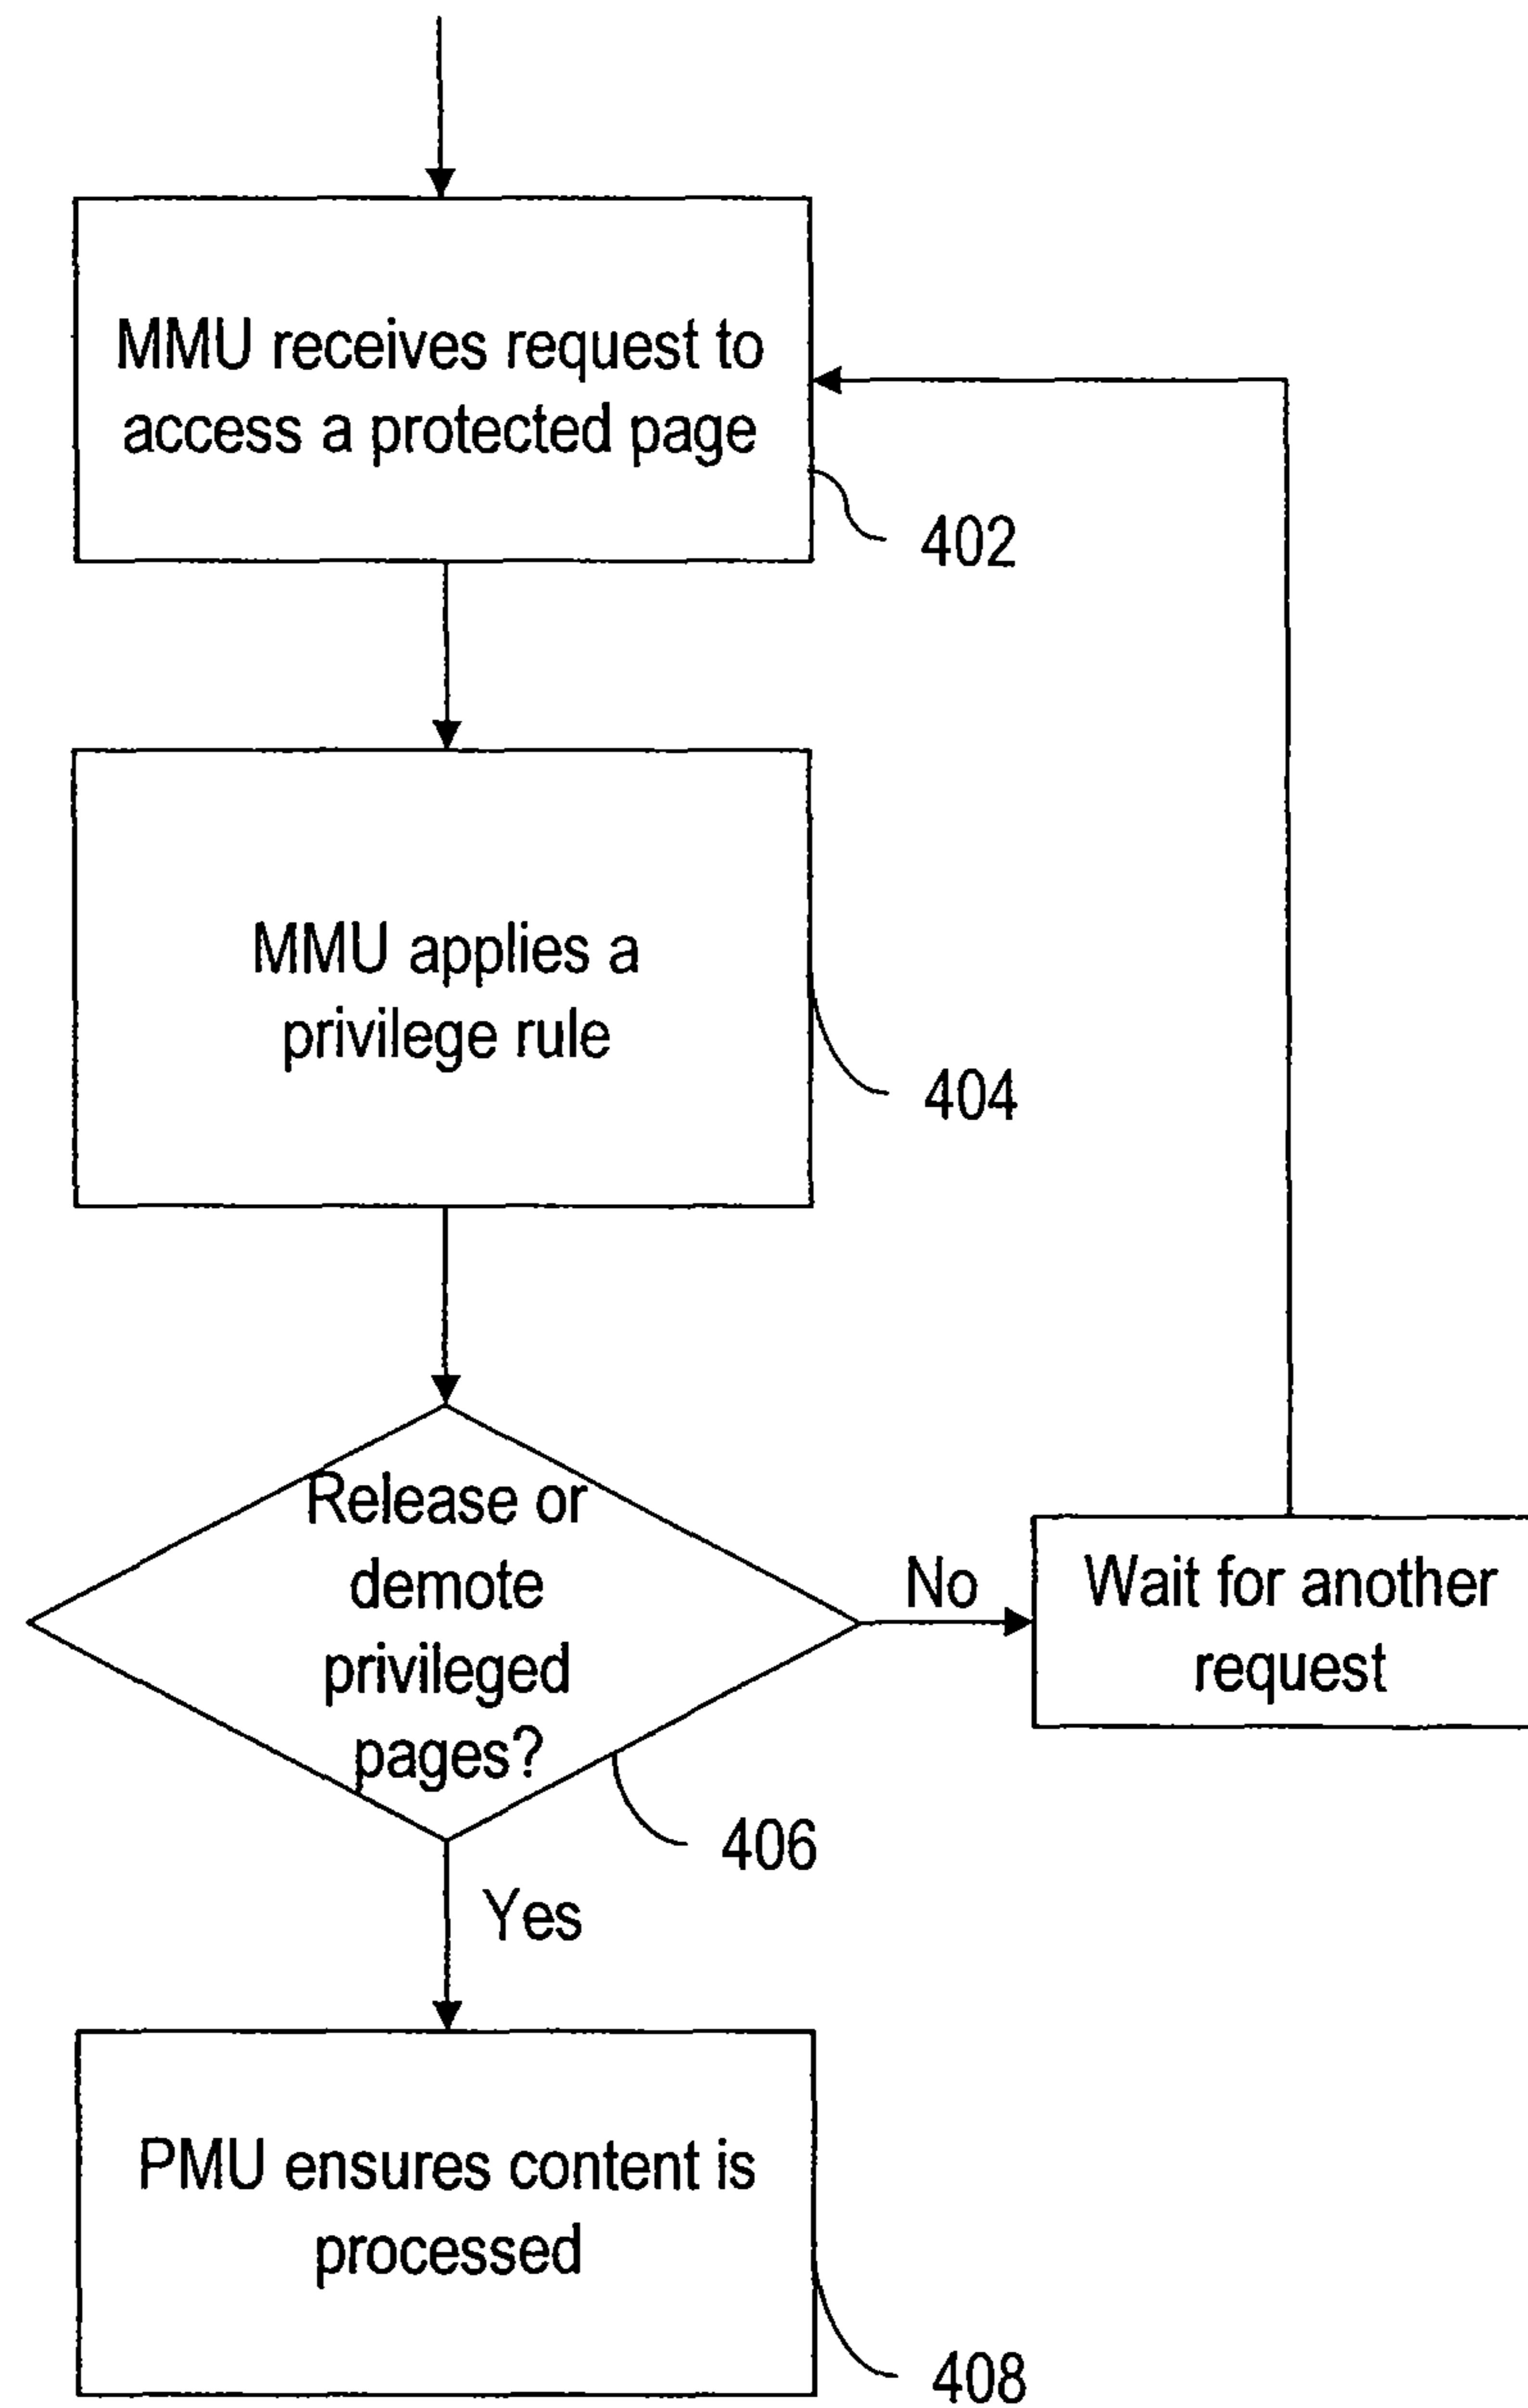 MMU receives request to
access a protected page
402
MMU applies a
privilege rule
404
Release or
demote
privileged
pages?
406
No
Wait for another
request
Yes
PMU ensures content is
processed
408